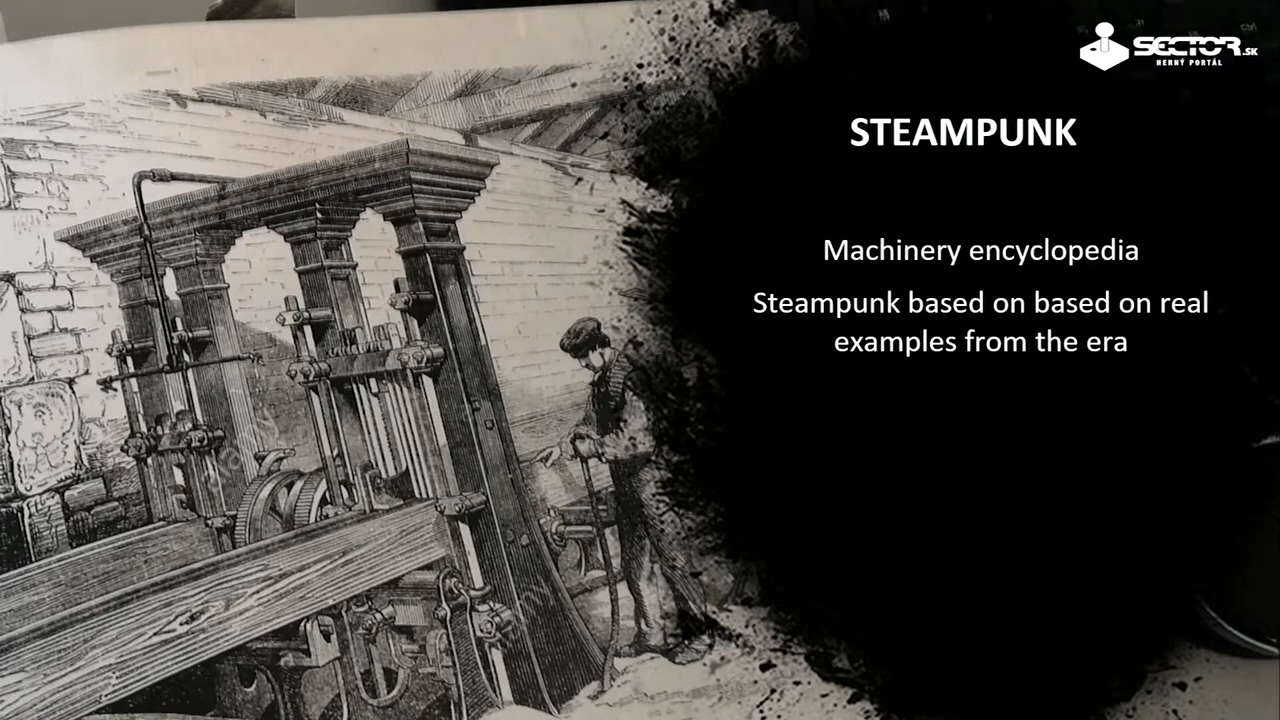 SECTOR.SK
HERNÝ PORTÁL
STEAMPUNK
Machinery encyclopedia
Steampunk based on based on real
examples from the era